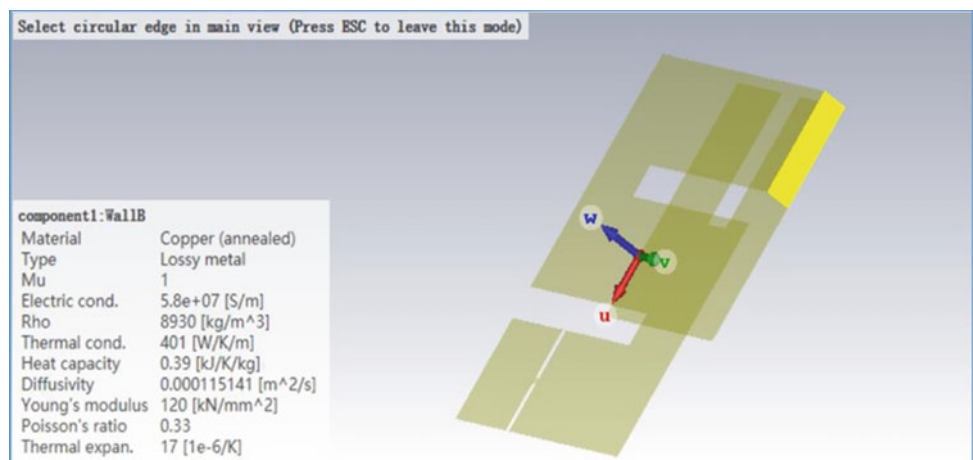 Select circular edge in main view (Press ESC to leave this mode)
component1:WallB
Material Copper (annealed)
Type Lossy metal
Mu 1
Electric cond. 5.8e+07 [S/m]
Rho 8930 [kg/m^3]
Thermal cond. 401 [W/K/m]
Heat capacity 0.39 [kJ/K/kg]
Diffusivity 0.000115141 [m^2/s]
Young's modulus 120 [kN/mm^2]
Poisson's ratio 0.33
Thermal expan. 17 [1e-6/K]
w
v
u